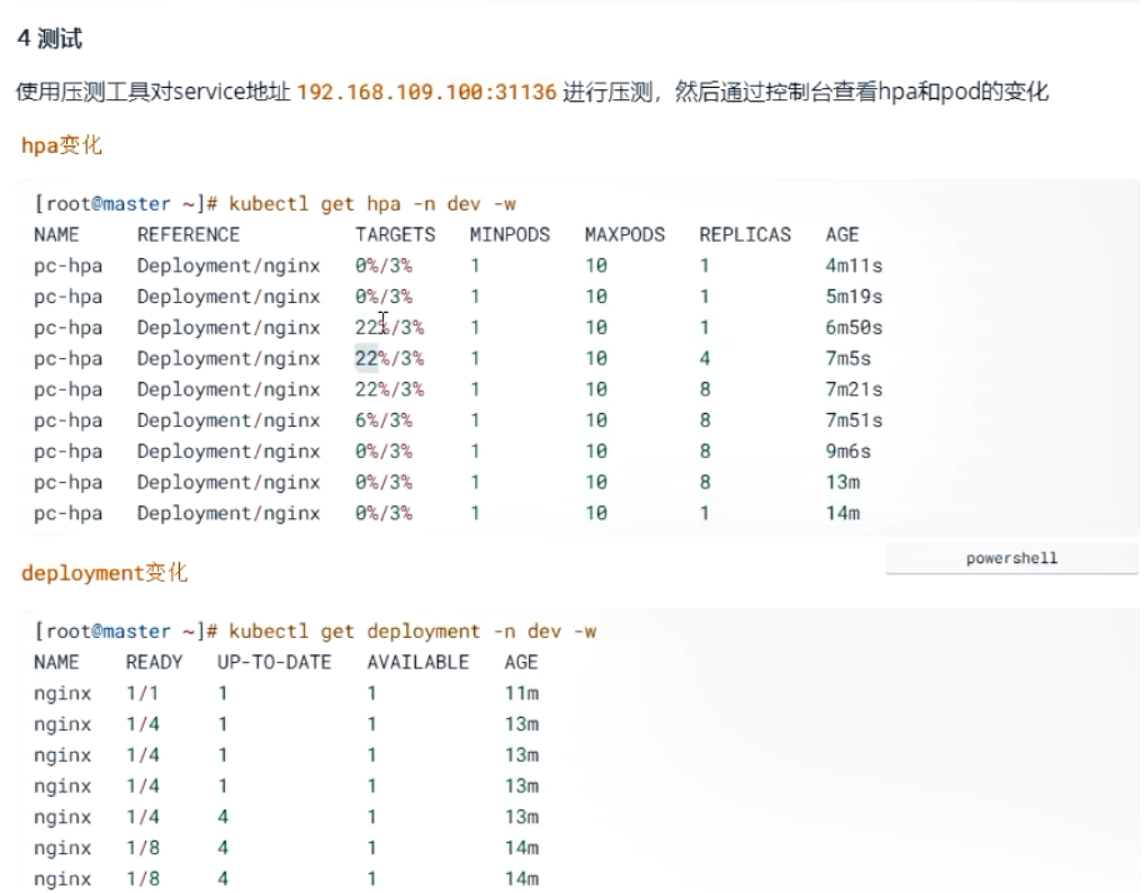 4 测试
使用压测工具对service地址 192.168.109.100:31136 进行压测，然后通过控制台查看hpa和pod的变化
hpa变化
[root@master ~]# kubectl get hpa -n dev -w
NAME REFERENCE TARGETS MINPODS MAXPODS REPLICAS AGE
pc-hpa Deployment/nginx 0%/3% 1 10 1 4m11s
pc-hpa Deployment/nginx 0%/3% 1 10 1 5m19s
pc-hpa Deployment/nginx 22%/3% 1 10 1 6m50s
pc-hpa Deployment/nginx 22%/3% 1 10 4 7m5s
pc-hpa Deployment/nginx 22%/3% 1 10 8 7m21s
pc-hpa Deployment/nginx 6%/3% 1 10 8 7m51s
pc-hpa Deployment/nginx 0%/3% 1 10 8 9m6s
pc-hpa Deployment/nginx 0%/3% 1 10 8 13m
pc-hpa Deployment/nginx 0%/3% 1 10 1 14m
powershell
deployment变化
[root@master ~]# kubectl get deployment -n dev -w
NAME READY UP-TO-DATE AVAILABLE AGE
nginx 1/1 1 1 11m
nginx 1/4 1 1 13m
nginx 1/4 1 1 13m
nginx 1/4 1 1 13m
nginx 1/4 4 1 13m
nginx 1/8 4 1 14m
nginx 1/8 4 1 14m